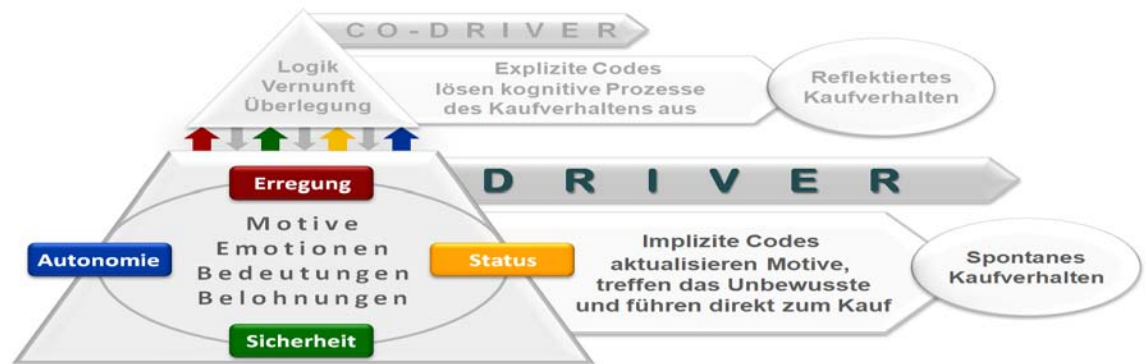 CO-DRIVER
Logik
Vernunft
Überlegung
Explizite Codes
lösen kognitive Prozesse
des Kaufverhaltens aus
Reflektiertes
Kaufverhalten
DRIVER
Erregung
Motive
Emotionen
Bedeutungen
Belohnungen
Autonomie
Status
Sicherheit
Implizite Codes
aktualisieren Motive,
treffen das Unbewusste
und führen direkt zum Kauf
Spontanes
Kaufverhalten